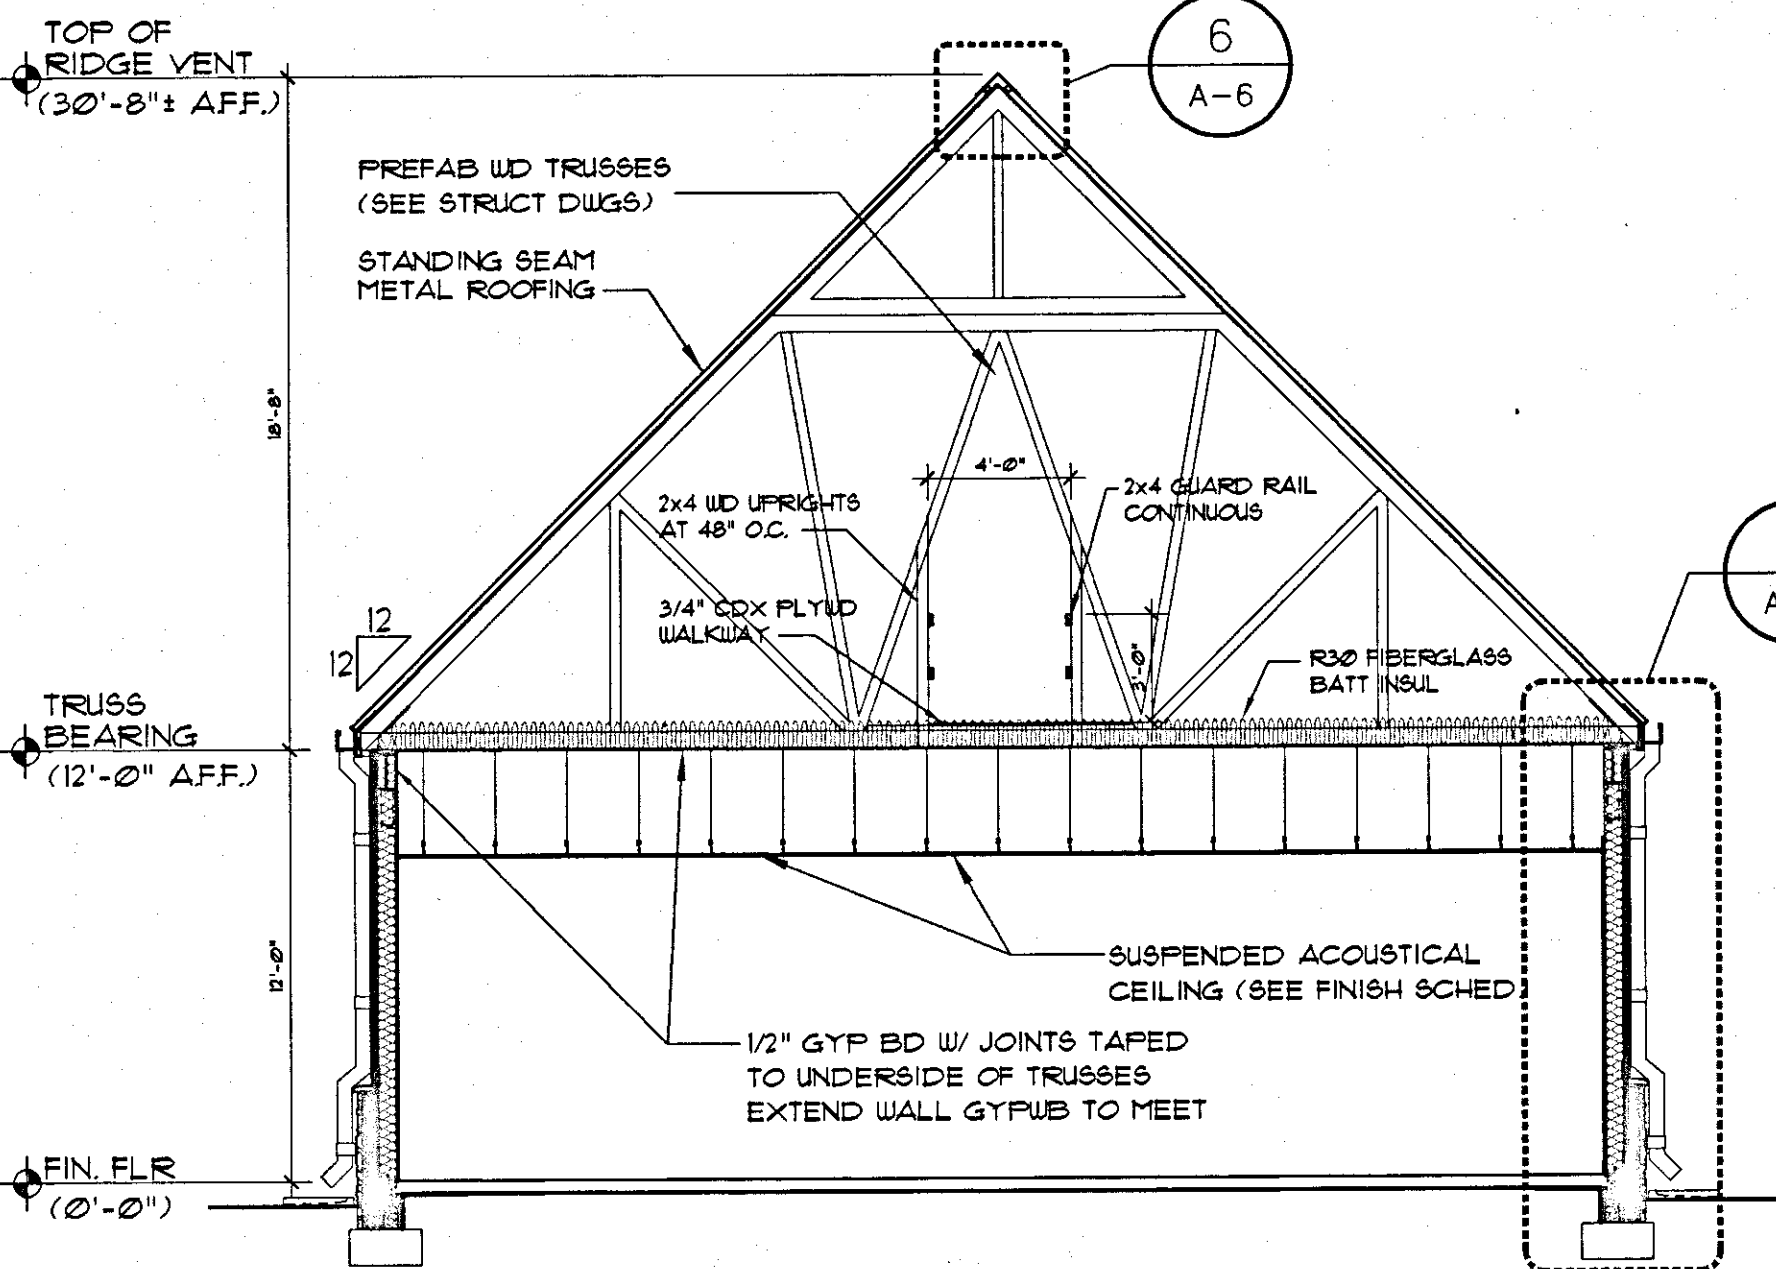 TOP OF
RIDGE VENT
(30'-8"± A.F.F.)
6
A-6
PREFAB WD TRUSSES
(SEE STRUCT DWGS)
STANDING SEAM
METAL ROOFING
18'-8"
4'-0"
2x4 WD UPRIGHTS
AT 48" O.C.
2x4 GUARD RAIL
CONTINUOUS
3/4" CDX PLYWD
WALKWAY
3'-0"
R30 FIBERGLASS
BATT INSUL
12
12
A
TRUSS
BEARING
(12'-0" A.F.F.)
12'-0"
SUSPENDED ACOUSTICAL
CEILING (SEE FINISH SCHED
1/2" GYP BD W/ JOINTS TAPED
TO UNDERSIDE OF TRUSSES
EXTEND WALL GYPWB TO MEET
FIN. FLR
(0'-0")